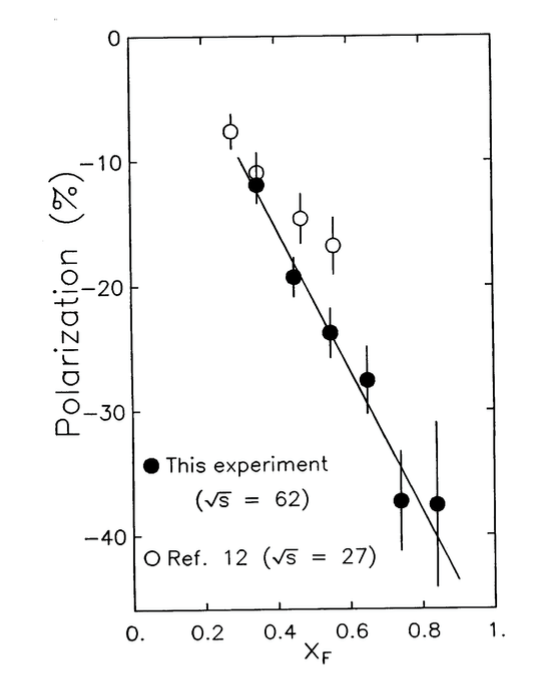 0
−10
−20
−30
−40
Polarization (%)
● This experiment
(√s = 62)
○ Ref. 12 (√s = 27)
0. 0.2 0.4 0.6 0.8 1.
X_F